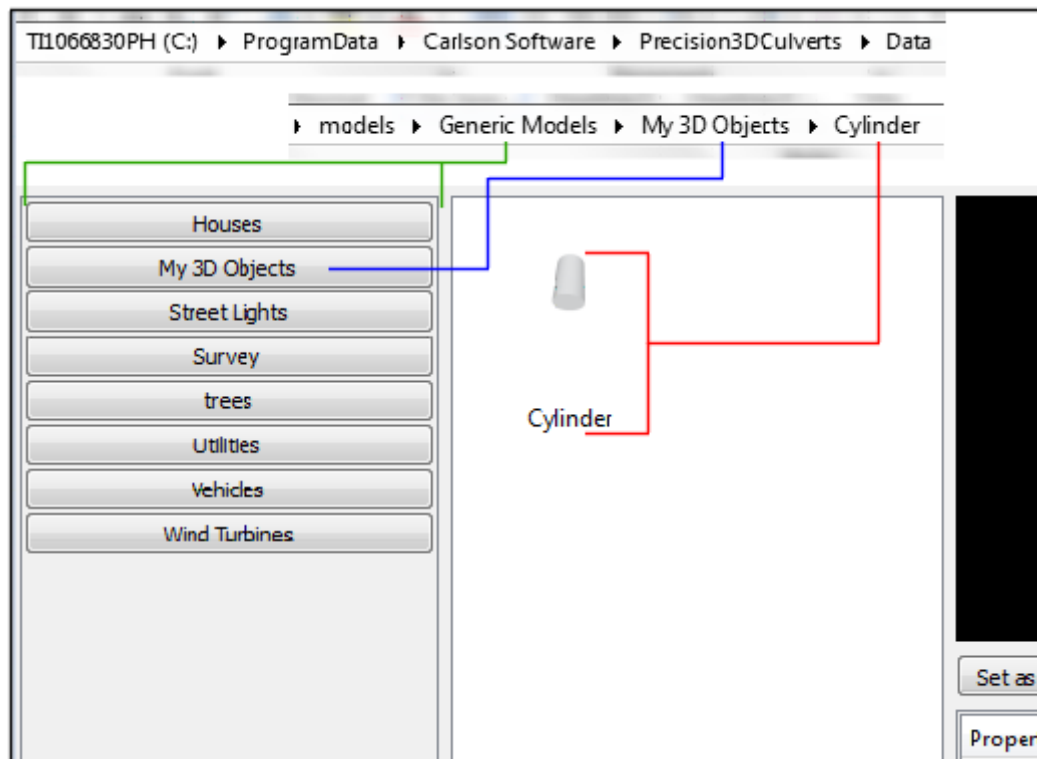 TI1066830PH (C:) ▸ ProgramData ▸ Carlson Software ▸ Precision3DCulverts ▸ Data
▸ models ▸ Generic Models ▸ My 3D Objects ▸ Cylinder
Houses
My 3D Objects
Street Lights
Survey
trees
Utilities
Vehicles
Wind Turbines
Cylinder
Set as
Proper